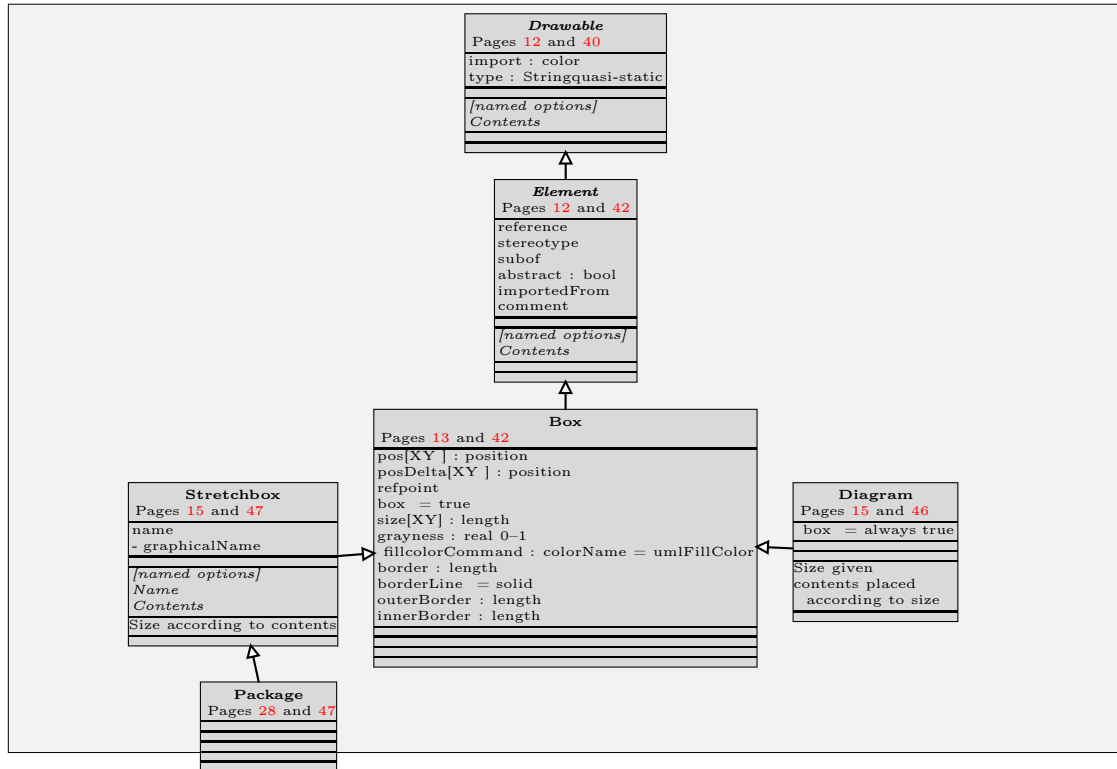 Drawable
Pages 12 and 40
import : color
type : Stringquasi-static
[named options]
Contents
Element
Pages 12 and 42
reference
stereotype
subof
abstract : bool
importedFrom
comment
[named options]
Contents
Box
Pages 13 and 42
pos[XY ] : position
posDelta[XY ] : position
refpoint
box = true
size[XY] : length
grayness : real 0–1
fillcolorCommand : colorName = umlFillColor
border : length
borderLine = solid
outerBorder : length
innerBorder : length
Stretchbox
Pages 15 and 47
name
- graphicalName
[named options]
Name
Contents
Size according to contents
Diagram
Pages 15 and 46
box = always true
Size given
contents placed
according to size
Package
Pages 28 and 47